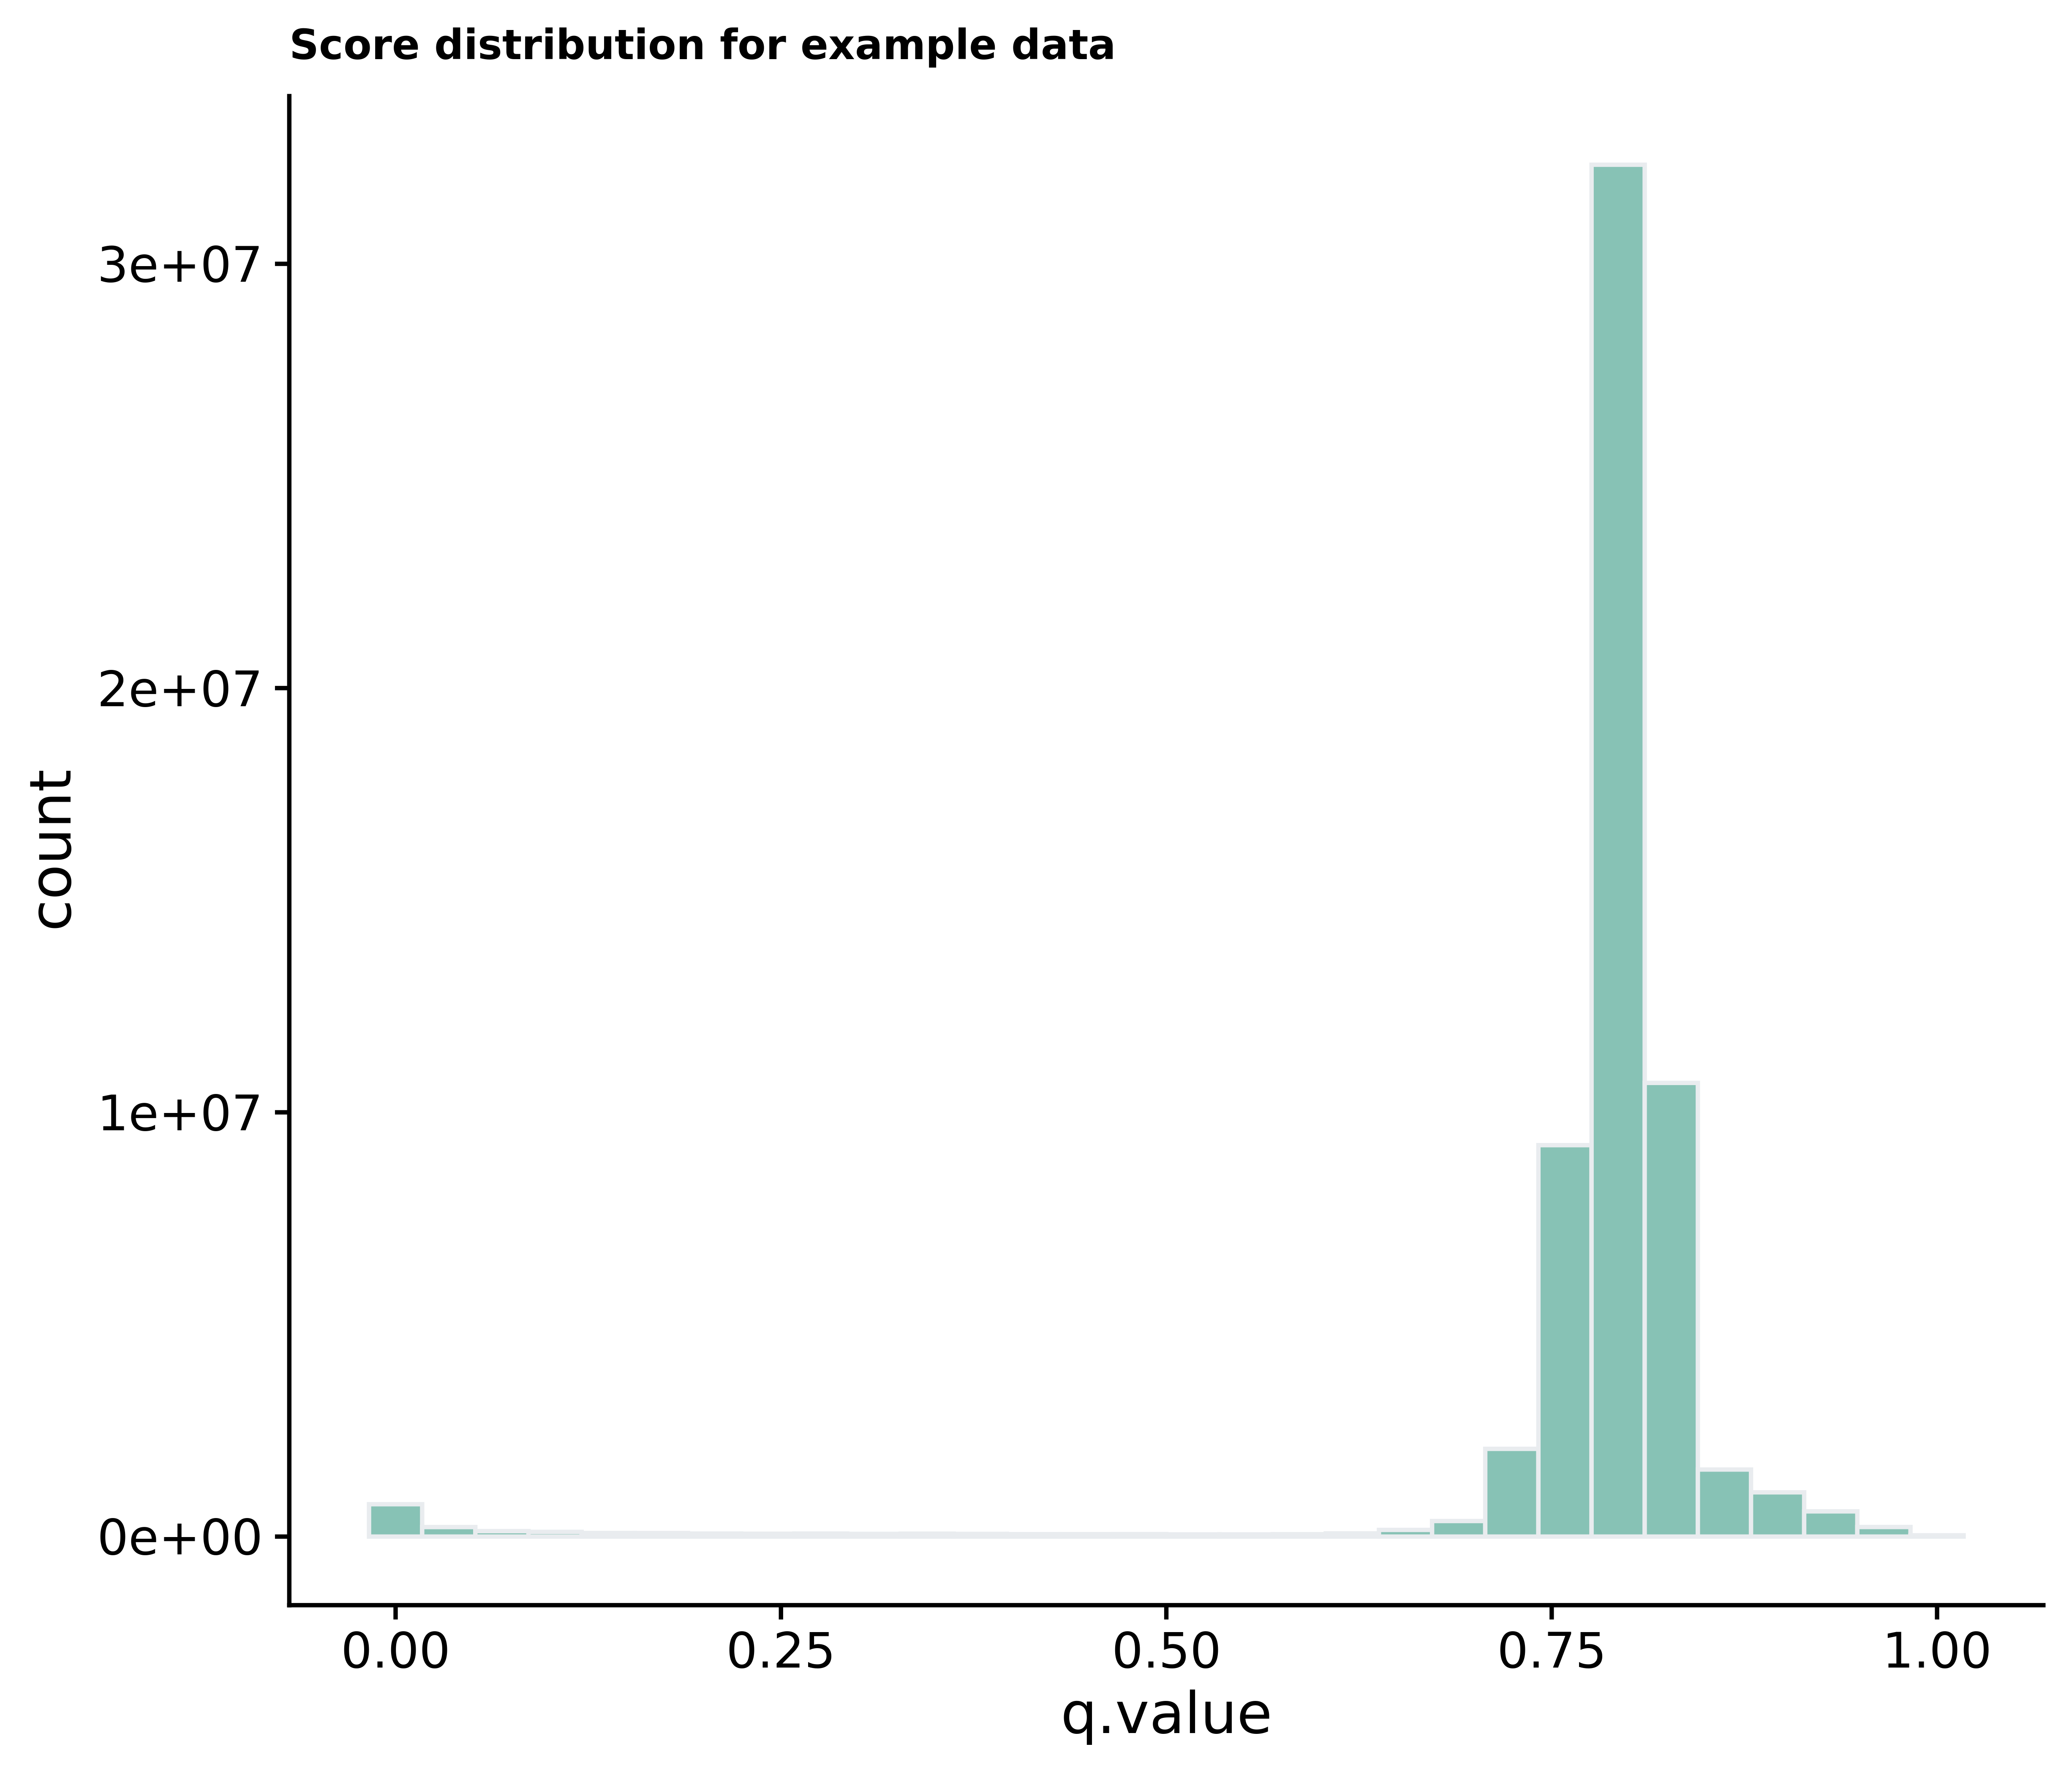 Score distribution for example data
3e+07
2e+07
1e+07
0e+00
count
0.00 0.25 0.50 0.75 1.00
q.value